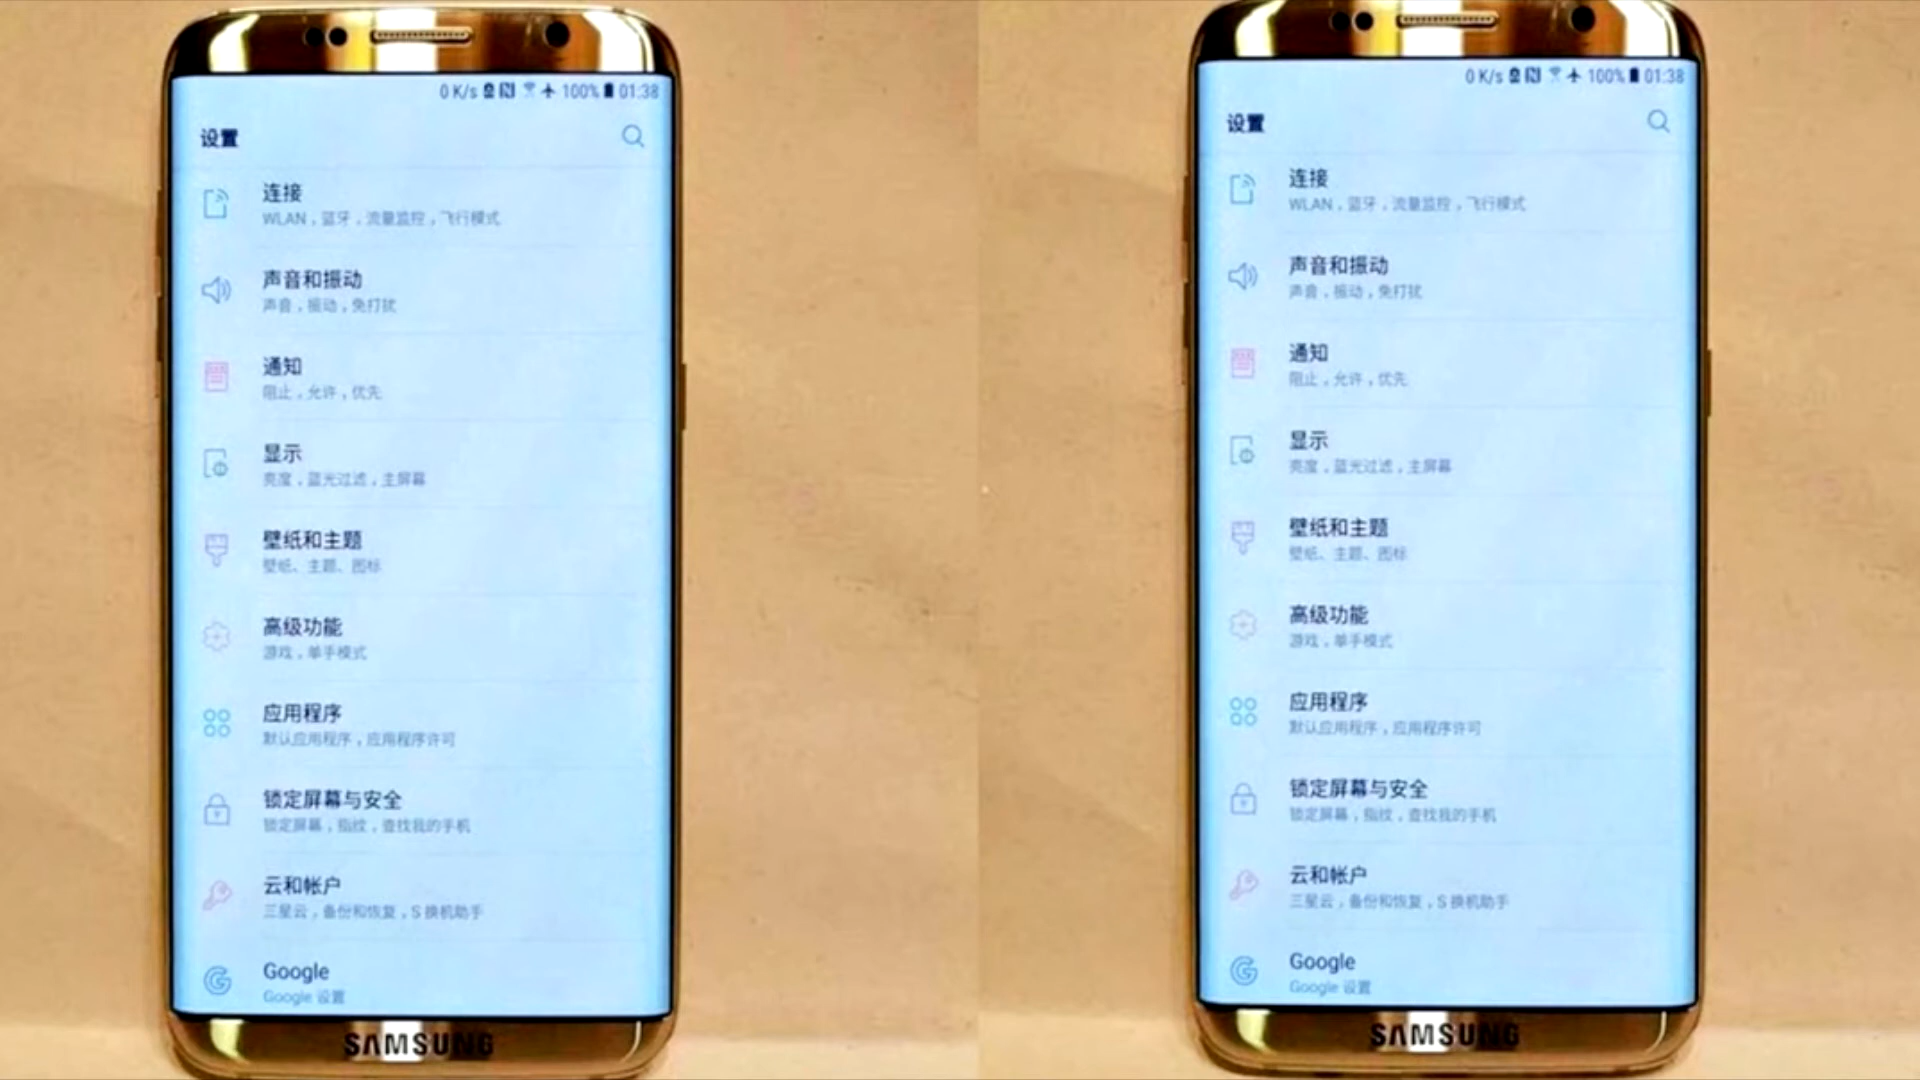 0 K/s 100% 01:38
设置
连接
WLAN，蓝牙，流量监控，飞行模式
声音和振动
声音，振动，免打扰
通知
阻止，允许，优先
显示
亮度，蓝光过滤，主屏幕
壁纸和主题
壁纸、主题、图标
高级功能
游戏，单手模式
应用程序
默认应用程序，应用程序许可
锁定屏幕与安全
锁定屏幕，指纹，查找我的手机
云和帐户
三星云，备份和恢复，S 换机助手
Google
Google 设置
SAMSUNG
0 K/s 100% 01:38
设置
连接
WLAN，蓝牙，流量监控，飞行模式
声音和振动
声音，振动，免打扰
通知
阻止，允许，优先
显示
亮度，蓝光过滤，主屏幕
壁纸和主题
壁纸、主题、图标
高级功能
游戏，单手模式
应用程序
默认应用程序，应用程序许可
锁定屏幕与安全
锁定屏幕，指纹，查找我的手机
云和帐户
三星云，备份和恢复，S 换机助手
Google
Google 设置
SAMSUNG